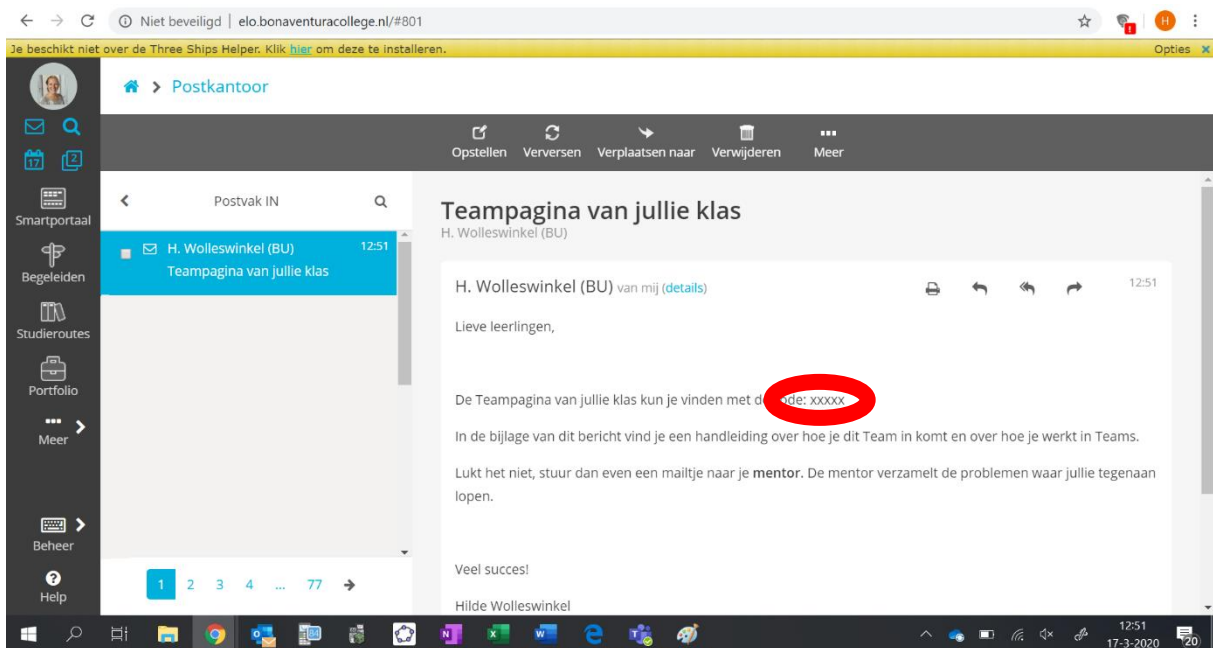 Niet beveiligd | elo.bonaventuracollege.nl/#801
H
Je beschikt niet over de Three Ships Helper. Klik hier om deze te installeren.
Opties x
Postkantoor
17
2
Opstellen Verversen Verplaatsen naar Verwijderen Meer
Smartportaal
Begeleiden
Studieroutes
Portfolio
Meer
Beheer
Help
Postvak IN
H. Wolleswinkel (BU) 12:51
Teampagina van jullie klas
1 2 3 4 ... 77
Teampagina van jullie klas
H. Wolleswinkel (BU)
H. Wolleswinkel (BU) van mij (details) 12:51
Lieve leerlingen,
De Teampagina van jullie klas kun je vinden met de code: xxxxx
In de bijlage van dit bericht vind je een handleiding over hoe je dit Team in komt en over hoe je werkt in Teams.
Lukt het niet, stuur dan even een mailtje naar je mentor. De mentor verzamelt de problemen waar jullie tegenaan
lopen.
Veel succes!
Hilde Wolleswinkel
12:51
17-3-2020
20